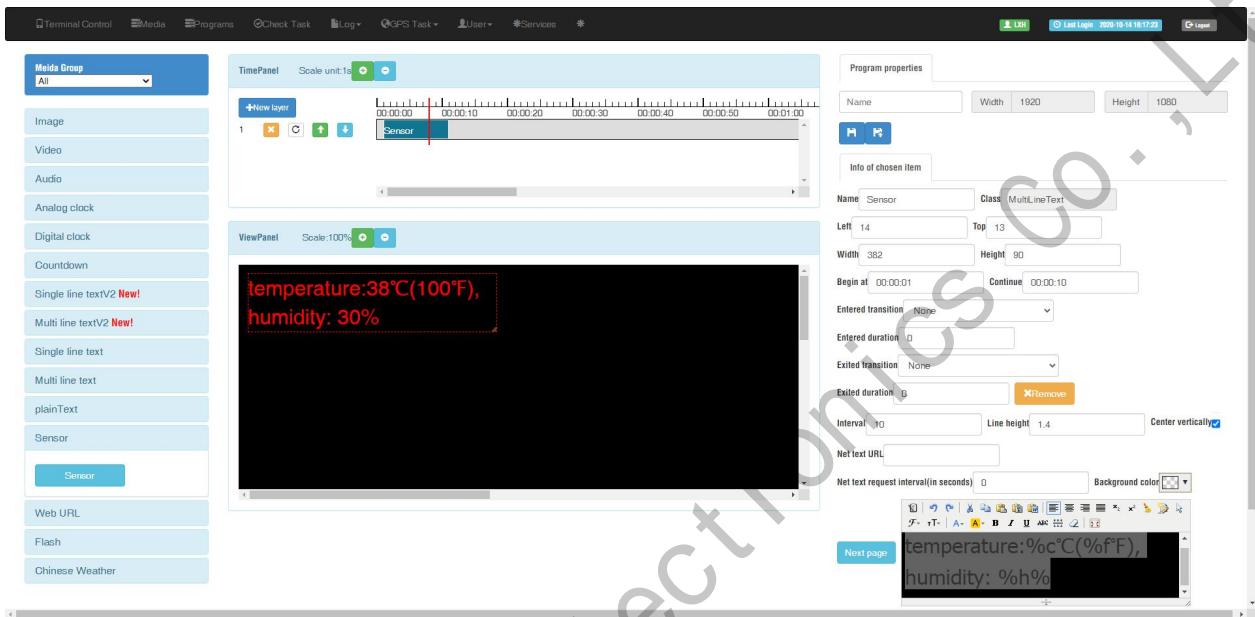 Terminal Control Media Programs Check Task Log GPS Task User Services LXH Last Login 2020-10-14 18:17:23 Logout
Meida Group
All
Image
Video
Audio
Analog clock
Digital clock
Countdown
Single line textV2 New!
Multi line textV2 New!
Single line text
Multi line text
plainText
Sensor
Sensor
Web URL
Flash
Chinese Weather
TimePanel Scale unit:1s
New layer
00:00:00 00:00:10 00:00:20 00:00:30 00:00:40 00:00:50 00:01:00
1 Sensor
ViewPanel Scale:100%
temperature:38℃(100℉),
humidity: 30%
Program properties
Name Width 1920 Height 1080
Info of chosen item
Name Sensor Class MultiLineText
Left 14 Top 13
Width 382 Height 90
Begin at 00:00:01 Continue 00:00:10
Entered transition None
Entered duration 0
Exited transition None
Exited duration 0 Remove
Interval 10 Line height 1.4 Center vertically
Net text URL
Net text request interval(in seconds) 0 Background color
Next page
temperature:%c℃(%f℉),
humidity: %h%
ectronics Co.,L